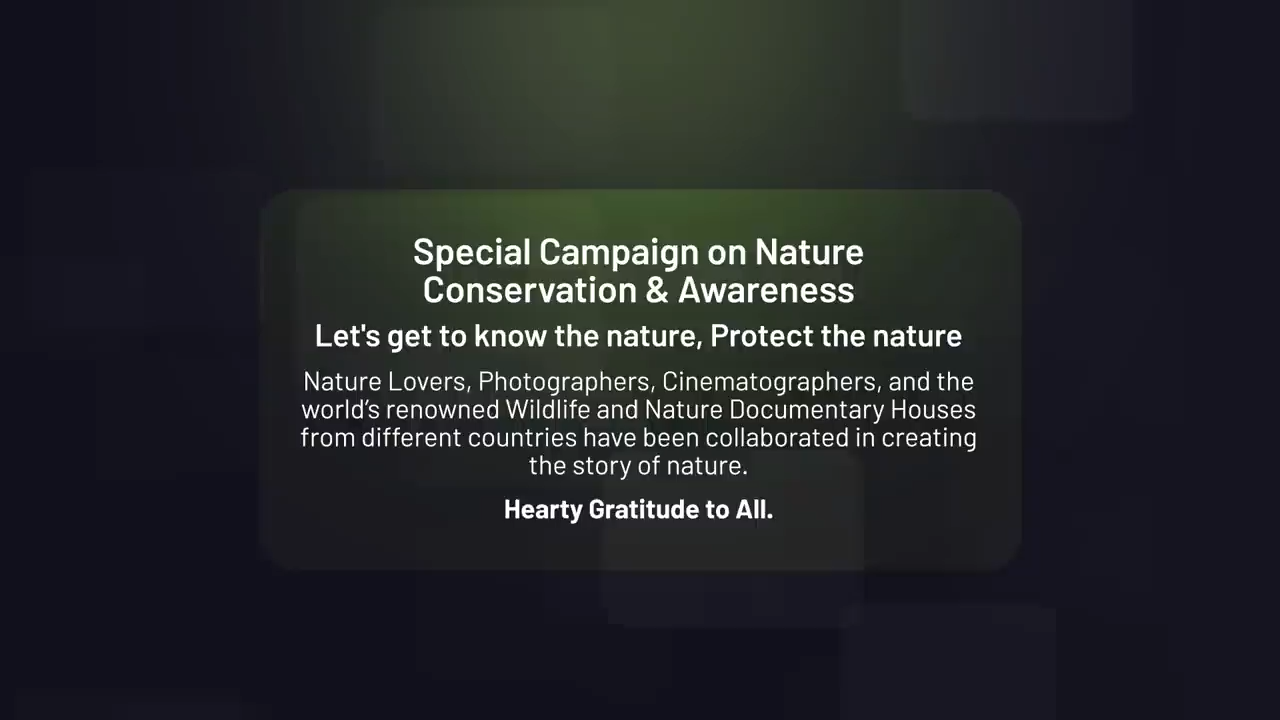 Special Campaign on Nature
Conservation & Awareness
Let's get to know the nature, Protect the nature
Nature Lovers, Photographers, Cinematographers, and the
world’s renowned Wildlife and Nature Documentary Houses
from different countries have been collaborated in creating
the story of nature.
Hearty Gratitude to All.